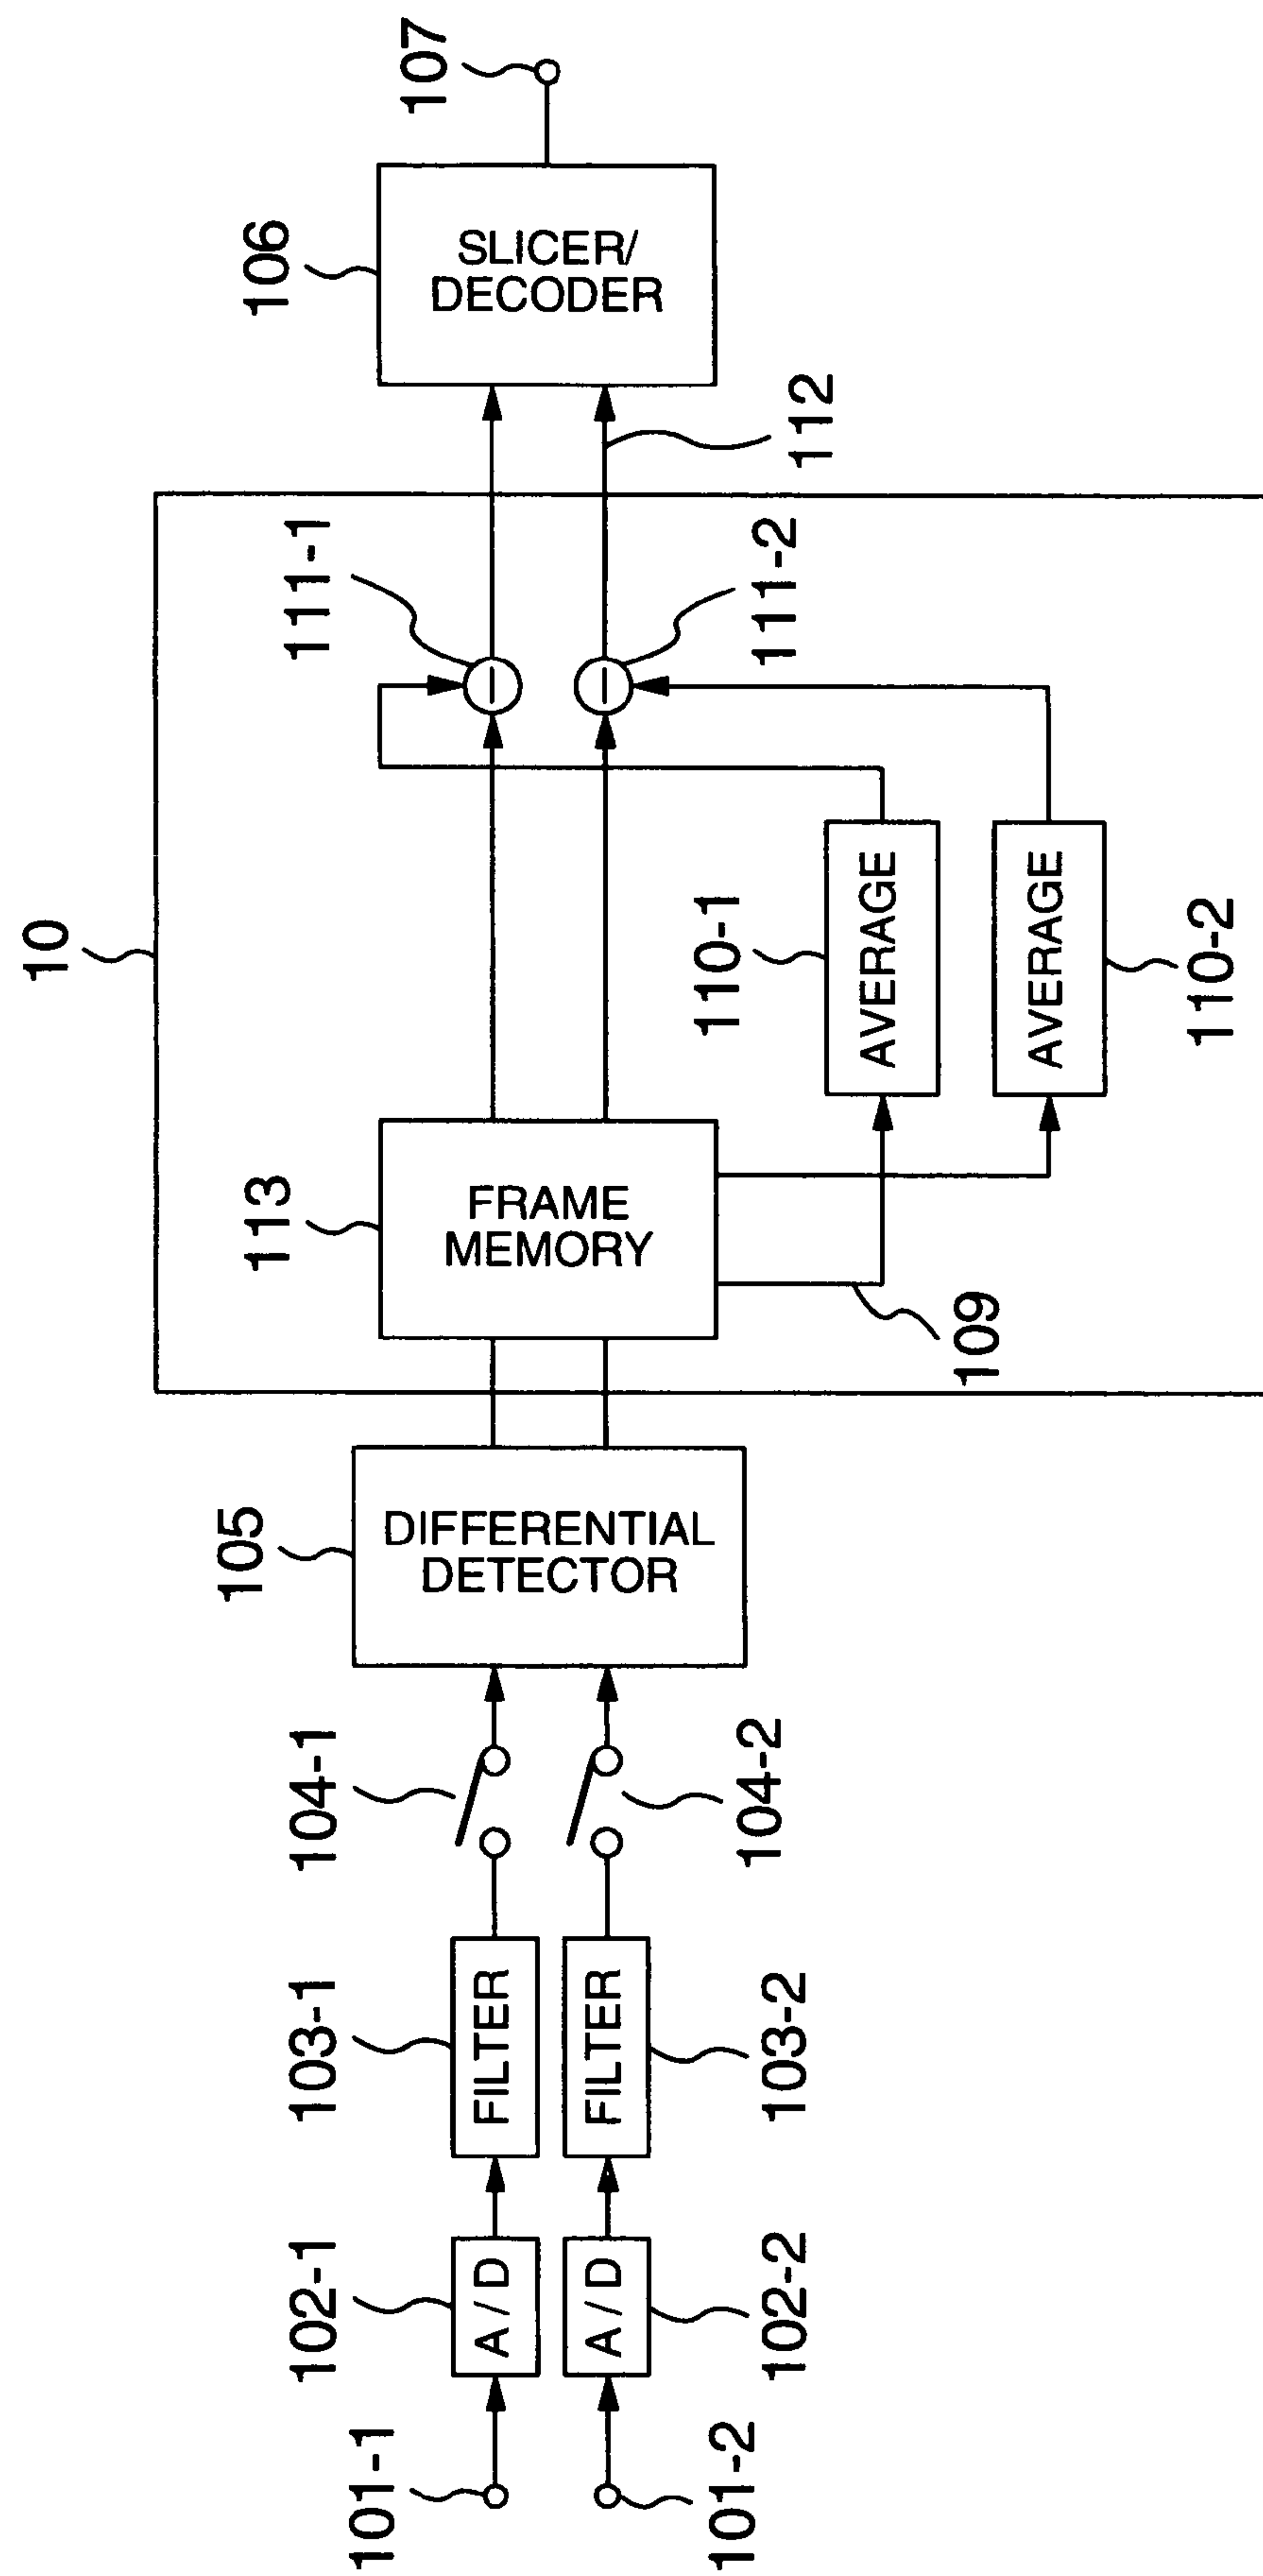 10
101-1
102-1
103-1
104-1
105
113
111-1
106
107
A/D
FILTER
DIFFERENTIAL
DETECTOR
FRAME
MEMORY
SLICER/
DECODER
A/D
FILTER
101-2
102-2
103-2
104-2
111-2
112
110-1
AVERAGE
109
AVERAGE
110-2